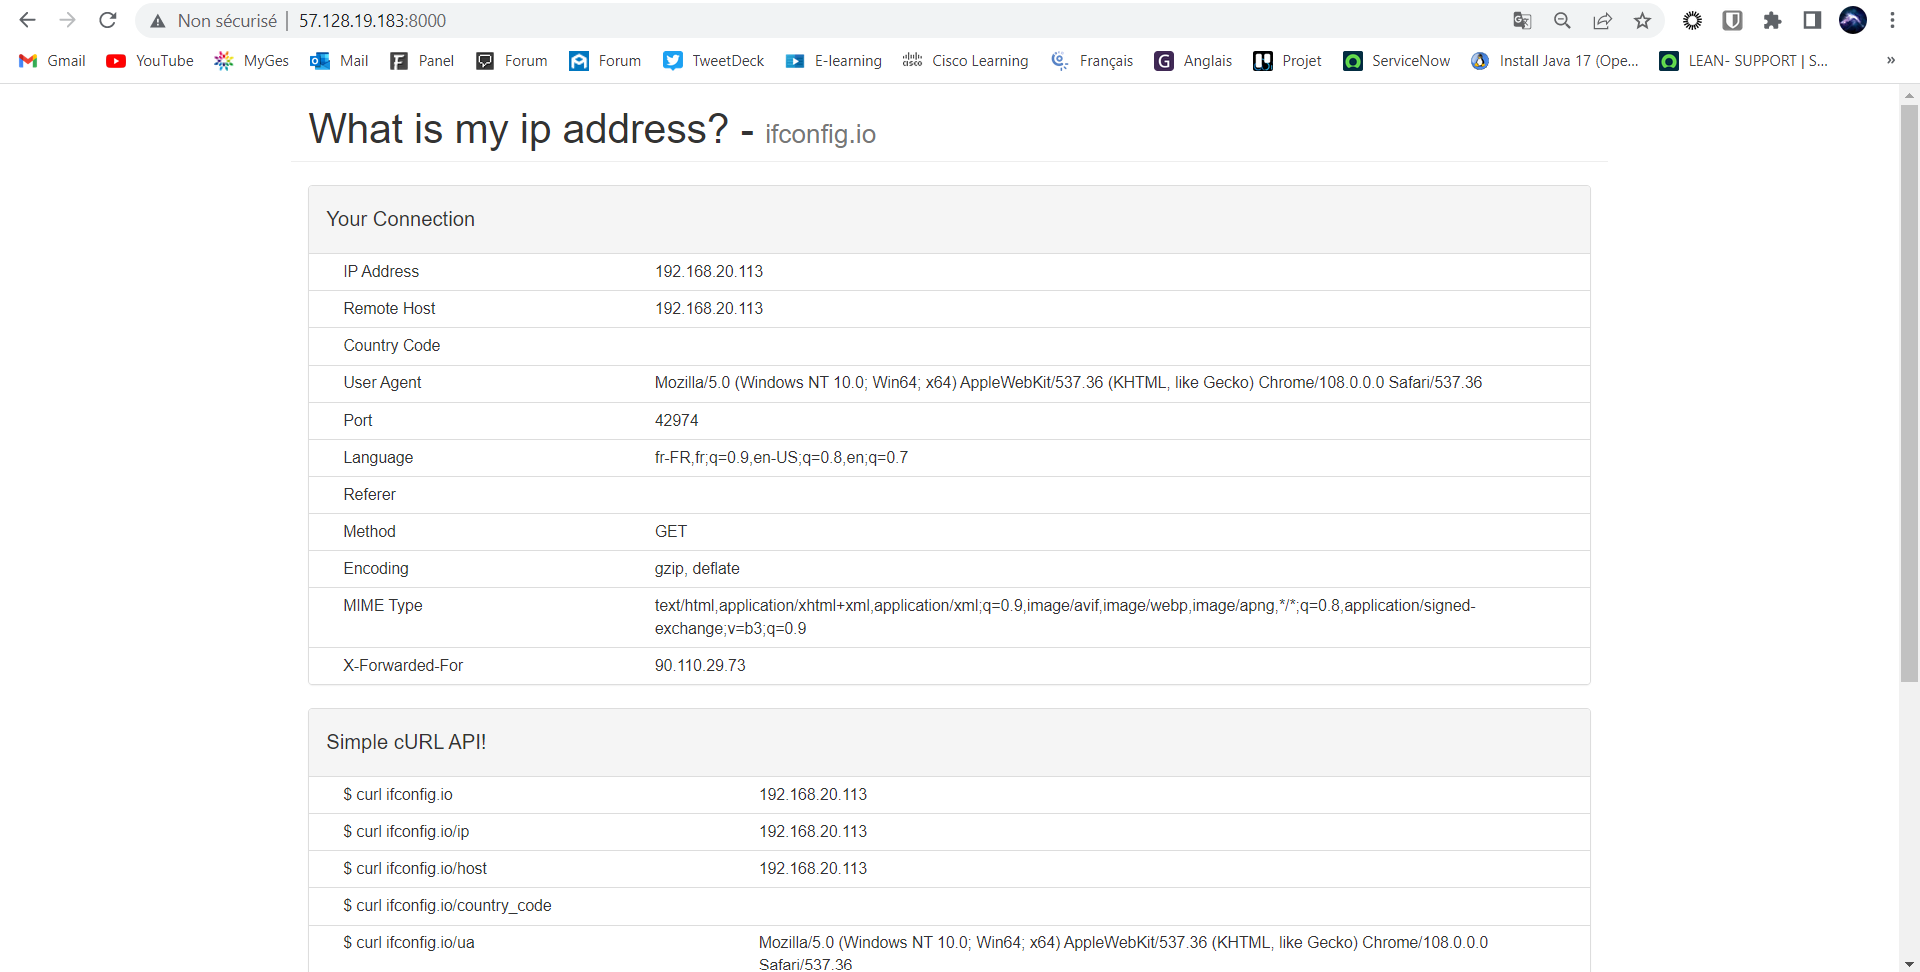 Non sécurisé | 57.128.19.183:8000
Gmail YouTube MyGes Mail Panel Forum Forum TweetDeck E-learning Cisco Learning Français Anglais Projet ServiceNow Install Java 17 (Ope... LEAN- SUPPORT | S... »
What is my ip address? - ifconfig.io
Your Connection
IP Address 192.168.20.113
Remote Host 192.168.20.113
Country Code
User Agent Mozilla/5.0 (Windows NT 10.0; Win64; x64) AppleWebKit/537.36 (KHTML, like Gecko) Chrome/108.0.0.0 Safari/537.36
Port 42974
Language fr-FR,fr;q=0.9,en-US;q=0.8,en;q=0.7
Referer
Method GET
Encoding gzip, deflate
MIME Type text/html,application/xhtml+xml,application/xml;q=0.9,image/avif,image/webp,image/apng,*/*;q=0.8,application/signed-
exchange;v=b3;q=0.9
X-Forwarded-For 90.110.29.73
Simple cURL API!
$ curl ifconfig.io 192.168.20.113
$ curl ifconfig.io/ip 192.168.20.113
$ curl ifconfig.io/host 192.168.20.113
$ curl ifconfig.io/country_code
$ curl ifconfig.io/ua Mozilla/5.0 (Windows NT 10.0; Win64; x64) AppleWebKit/537.36 (KHTML, like Gecko) Chrome/108.0.0.0
Safari/537.36